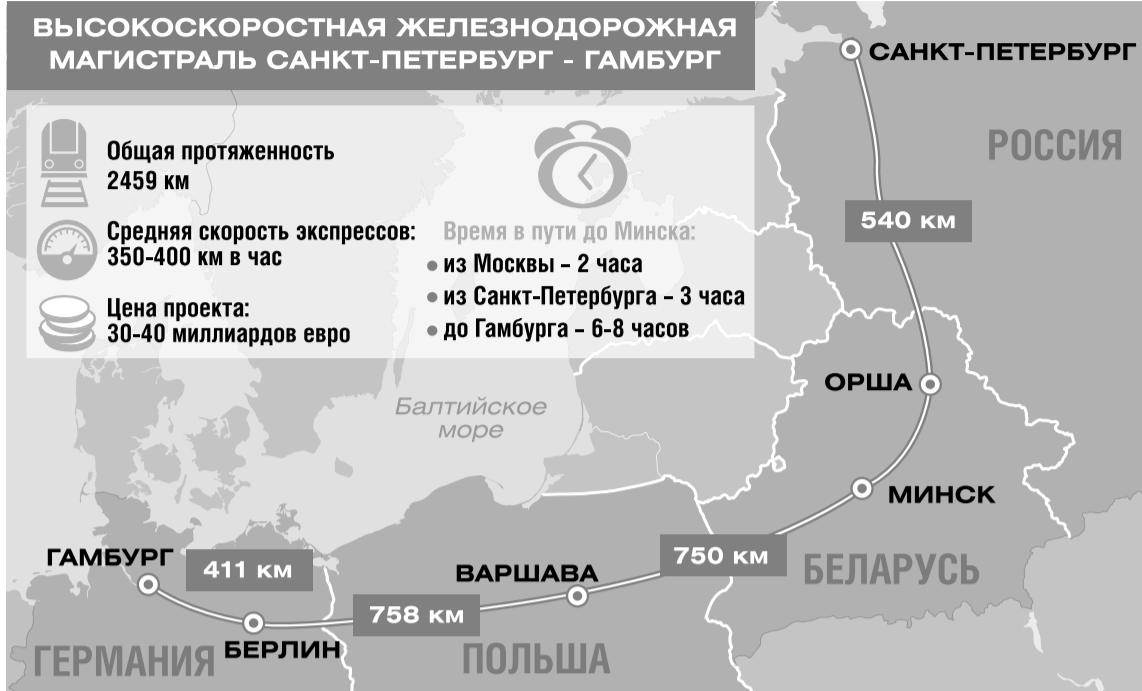 ВЫСОКОСКОРОСТНАЯ ЖЕЛЕЗНОДОРОЖНАЯ
МАГИСТРАЛЬ САНКТ-ПЕТЕРБУРГ - ГАМБУРГ
Общая протяженность
2459 км
Средняя скорость экспрессов:
350-400 км в час
Цена проекта:
30-40 миллиардов евро
Время в пути до Минска:
• из Москвы – 2 часа
• из Санкт-Петербурга – 3 часа
• до Гамбурга – 6-8 часов
САНКТ-ПЕТЕРБУРГ
РОССИЯ
540 км
ОРША
Балтийское
море
МИНСК
750 км
БЕЛАРУСЬ
ГАМБУРГ
411 км
ВАРШАВА
758 км
БЕРЛИН
ГЕРМАНИЯ
ПОЛЬША